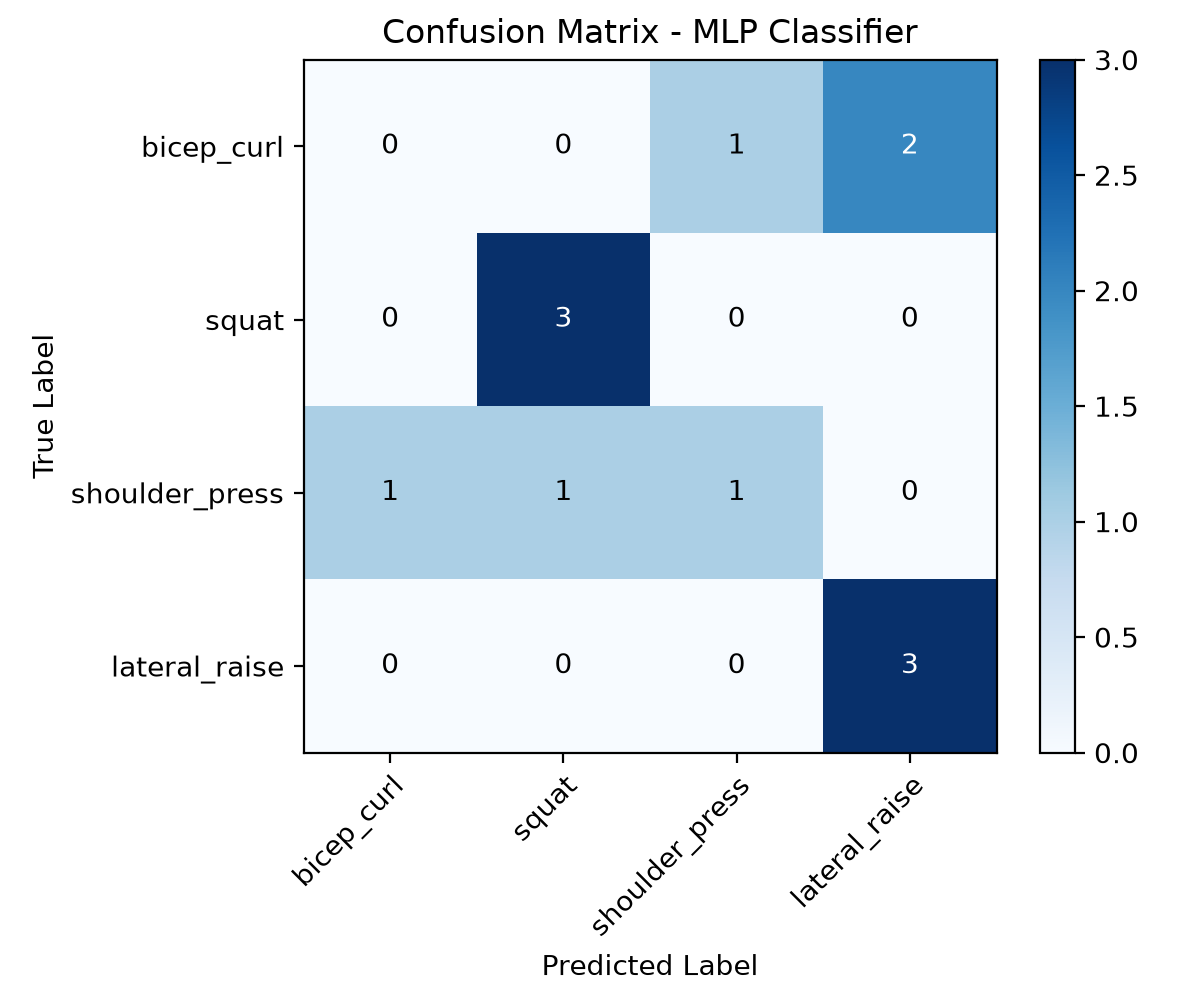 Confusion Matrix - MLP Classifier
True Label
bicep_curl 0 0 1 2
squat 0 3 0 0
shoulder_press 1 1 1 0
lateral_raise 0 0 0 3
bicep_curl squat shoulder_press lateral_raise
Predicted Label
3.0
2.5
2.0
1.5
1.0
0.5
0.0